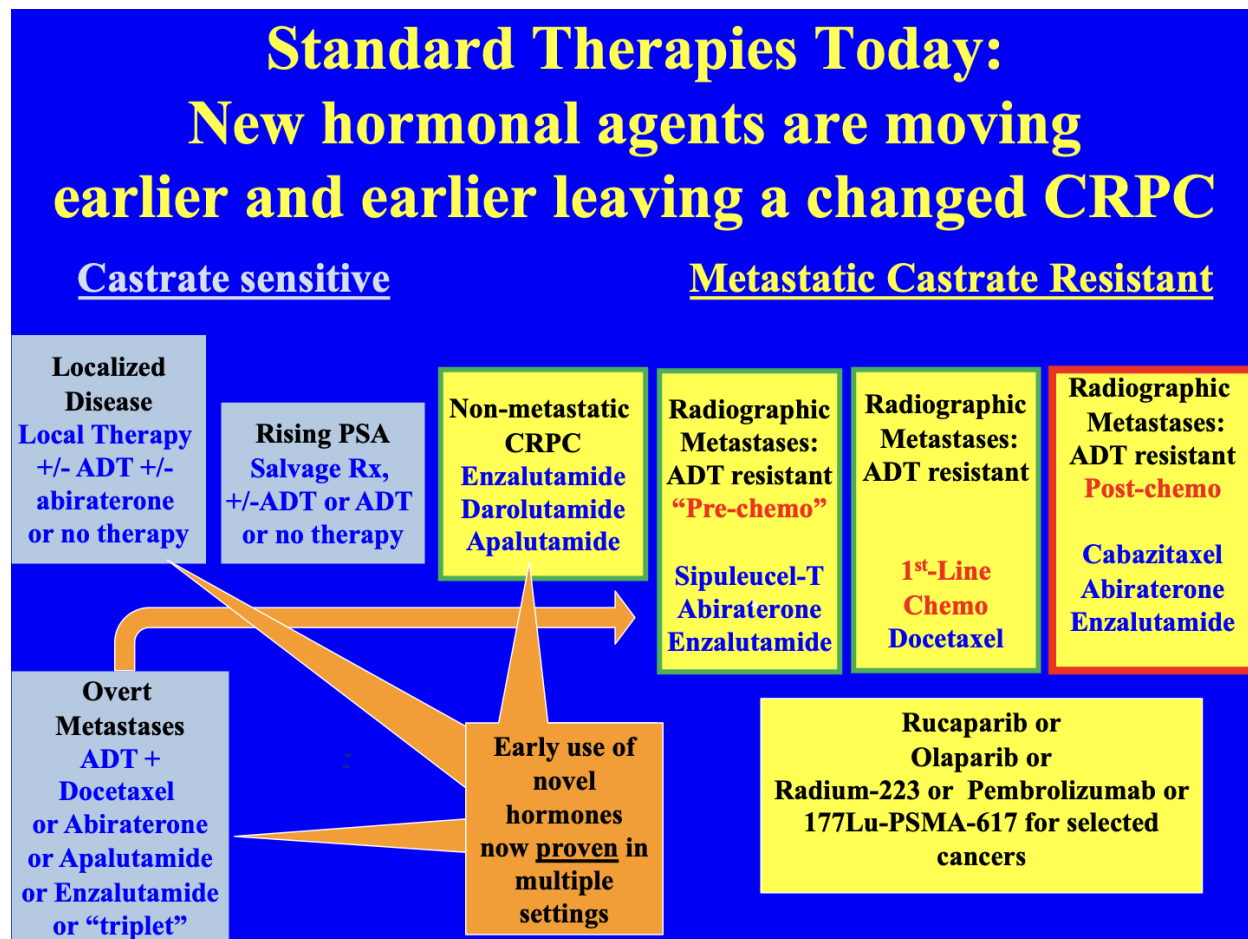 Standard Therapies Today:
New hormonal agents are moving
earlier and earlier leaving a changed CRPC
Castrate sensitive
Metastatic Castrate Resistant
Localized
Disease
Local Therapy
+/- ADT +/-
abiraterone
or no therapy
Rising PSA
Salvage Rx,
+/-ADT or ADT
or no therapy
Non-metastatic
CRPC
Enzalutamide
Darolutamide
Apalutamide
Radiographic
Metastases:
ADT resistant
“Pre-chemo”
Sipuleucel-T
Abiraterone
Enzalutamide
Radiographic
Metastases:
ADT resistant
1st-Line
Chemo
Docetaxel
Radiographic
Metastases:
ADT resistant
Post-chemo
Cabazitaxel
Abiraterone
Enzalutamide
Overt
Metastases
ADT +
Docetaxel
or Abiraterone
or Apalutamide
or Enzalutamide
or “triplet”
Early use of
novel
hormones
now proven in
multiple
settings
Rucaparib or
Olaparib or
Radium-223 or Pembrolizumab or
177Lu-PSMA-617 for selected
cancers